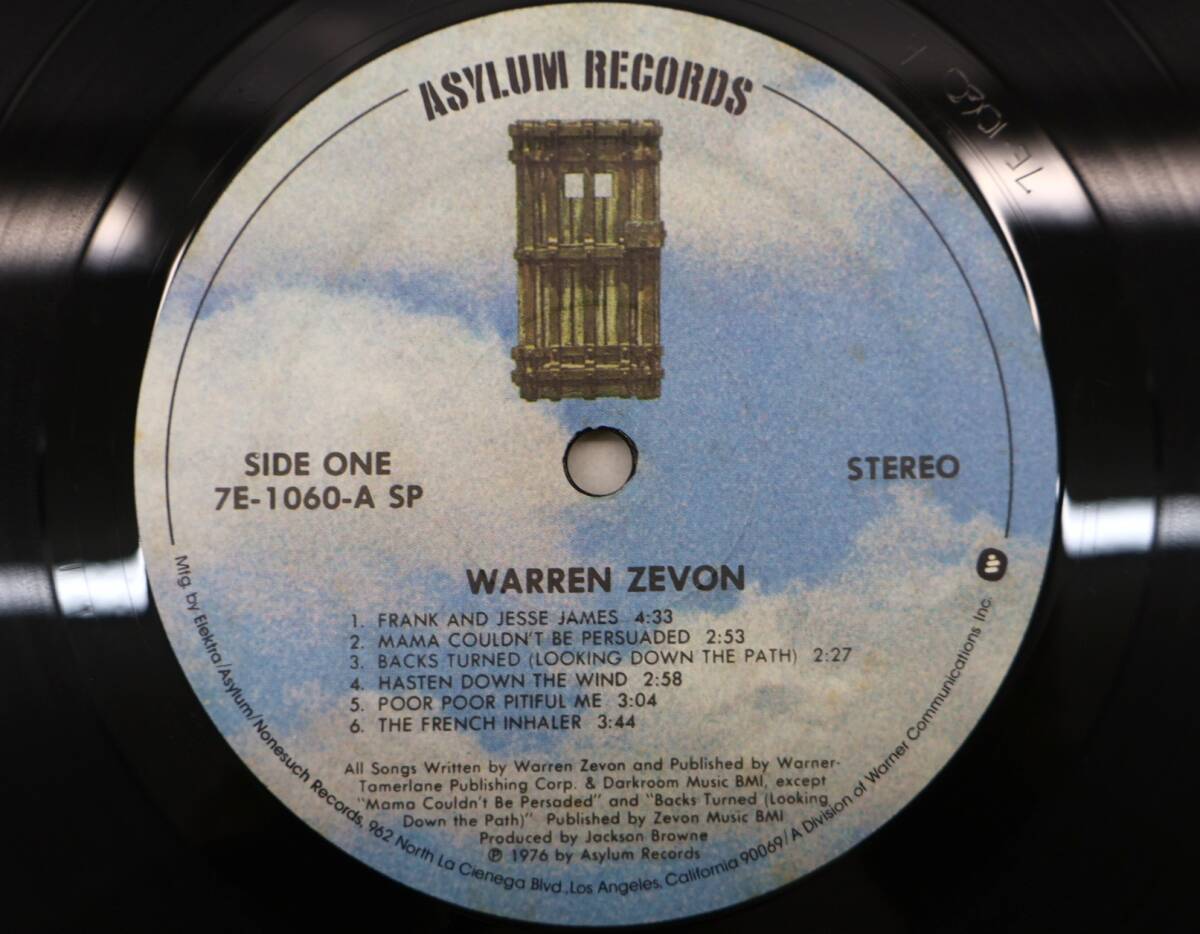 ASYLUM RECORDS
SIDE ONE
7E-1060-A SP
STEREO
WARREN ZEVON
1. FRANK AND JESSE JAMES 4:33
2. MAMA COULDN'T BE PERSUADED 2:53
3. BACKS TURNED (LOOKING DOWN THE PATH) 2:27
4. HASTEN DOWN THE WIND 2:58
5. POOR POOR PITIFUL ME 3:04
6. THE FRENCH INHALER 3:44
All Songs Written by Warren Zevon and Published by Warner-
Tamerlane Publishing Corp. & Darkroom Music BMI, except
"Mama Couldn't Be Persaded" and "Backs Turned (Looking
Down the Path)" Published by Zevon Music BMI
Produced by Jackson Browne
℗ 1976 by Asylum Records
Mfg. by Elektra/Asylum/Nonesuch Records, 962 North La Cienega Blvd., Los Angeles, California 90069/A Division of Warner Communications Inc.